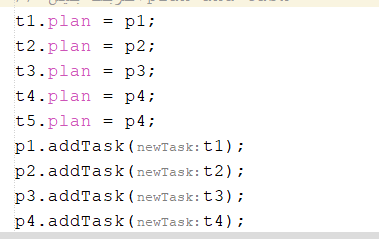 t1.plan = p1;
t2.plan = p2;
t3.plan = p3;
t4.plan = p4;
t5.plan = p4;
p1.addTask(newTask:t1);
p2.addTask(newTask:t2);
p3.addTask(newTask:t3);
p4.addTask(newTask:t4);